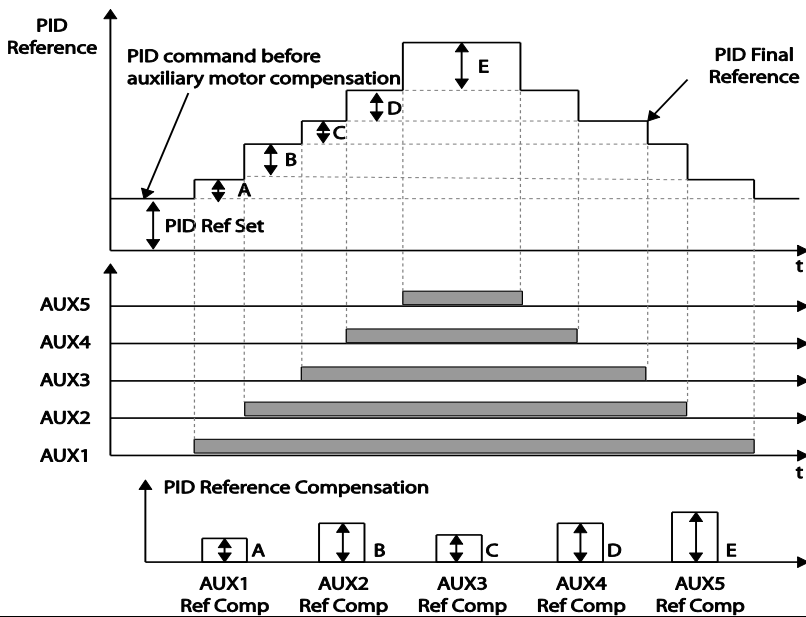 PID
Reference
PID command before
auxiliary motor compensation
PID Final
Reference
E
D
C
B
A
PID Ref Set
t
AUX5
AUX4
AUX3
AUX2
AUX1
t
PID Reference Compensation
A
B
C
D
E
AUX1
Ref Comp
AUX2
Ref Comp
AUX3
Ref Comp
AUX4
Ref Comp
AUX5
Ref Comp